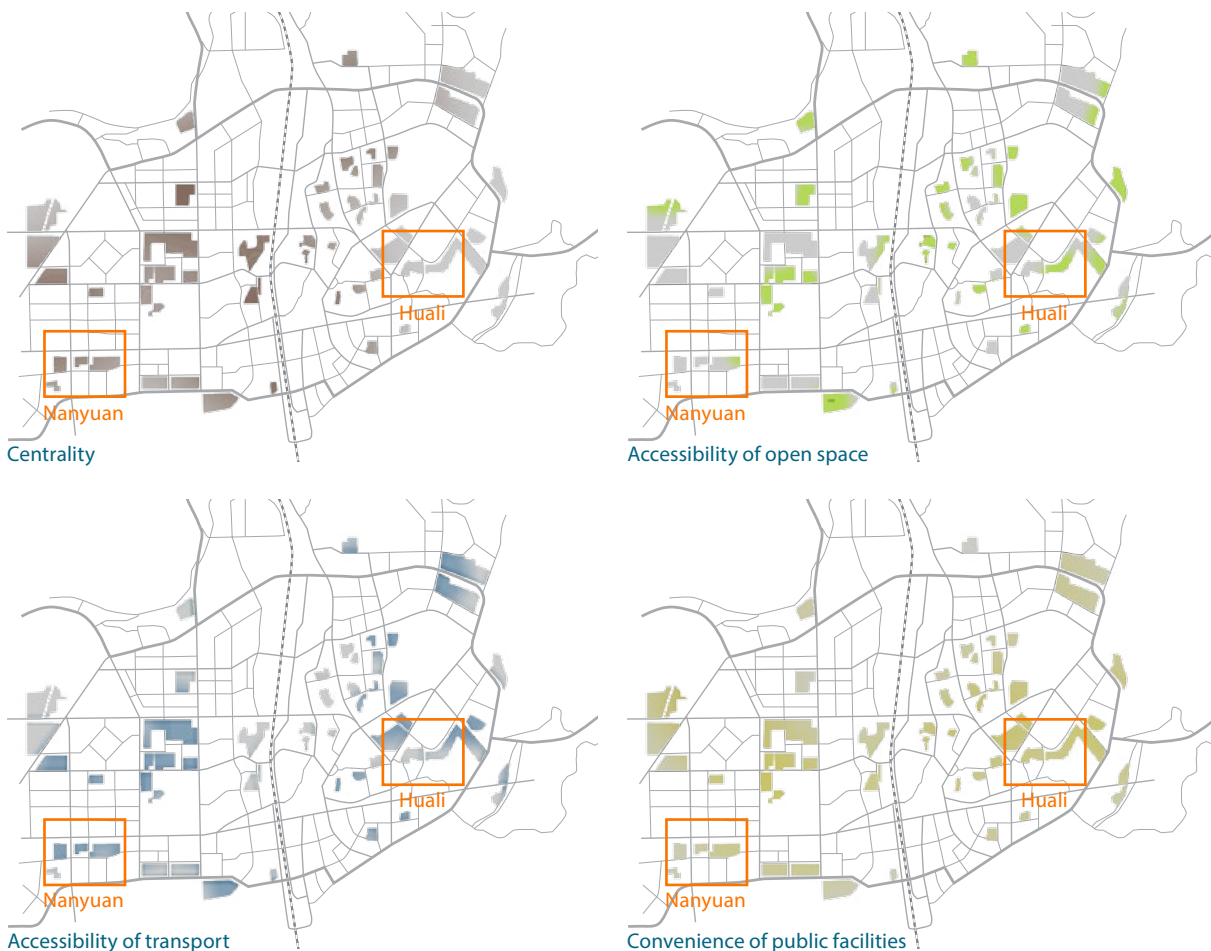 Huali
Nanyuan
Centrality
Huali
Nanyuan
Accessibility of open space
Huali
Nanyuan
Accessibility of transport
Huali
Nanyuan
Convenience of public facilities